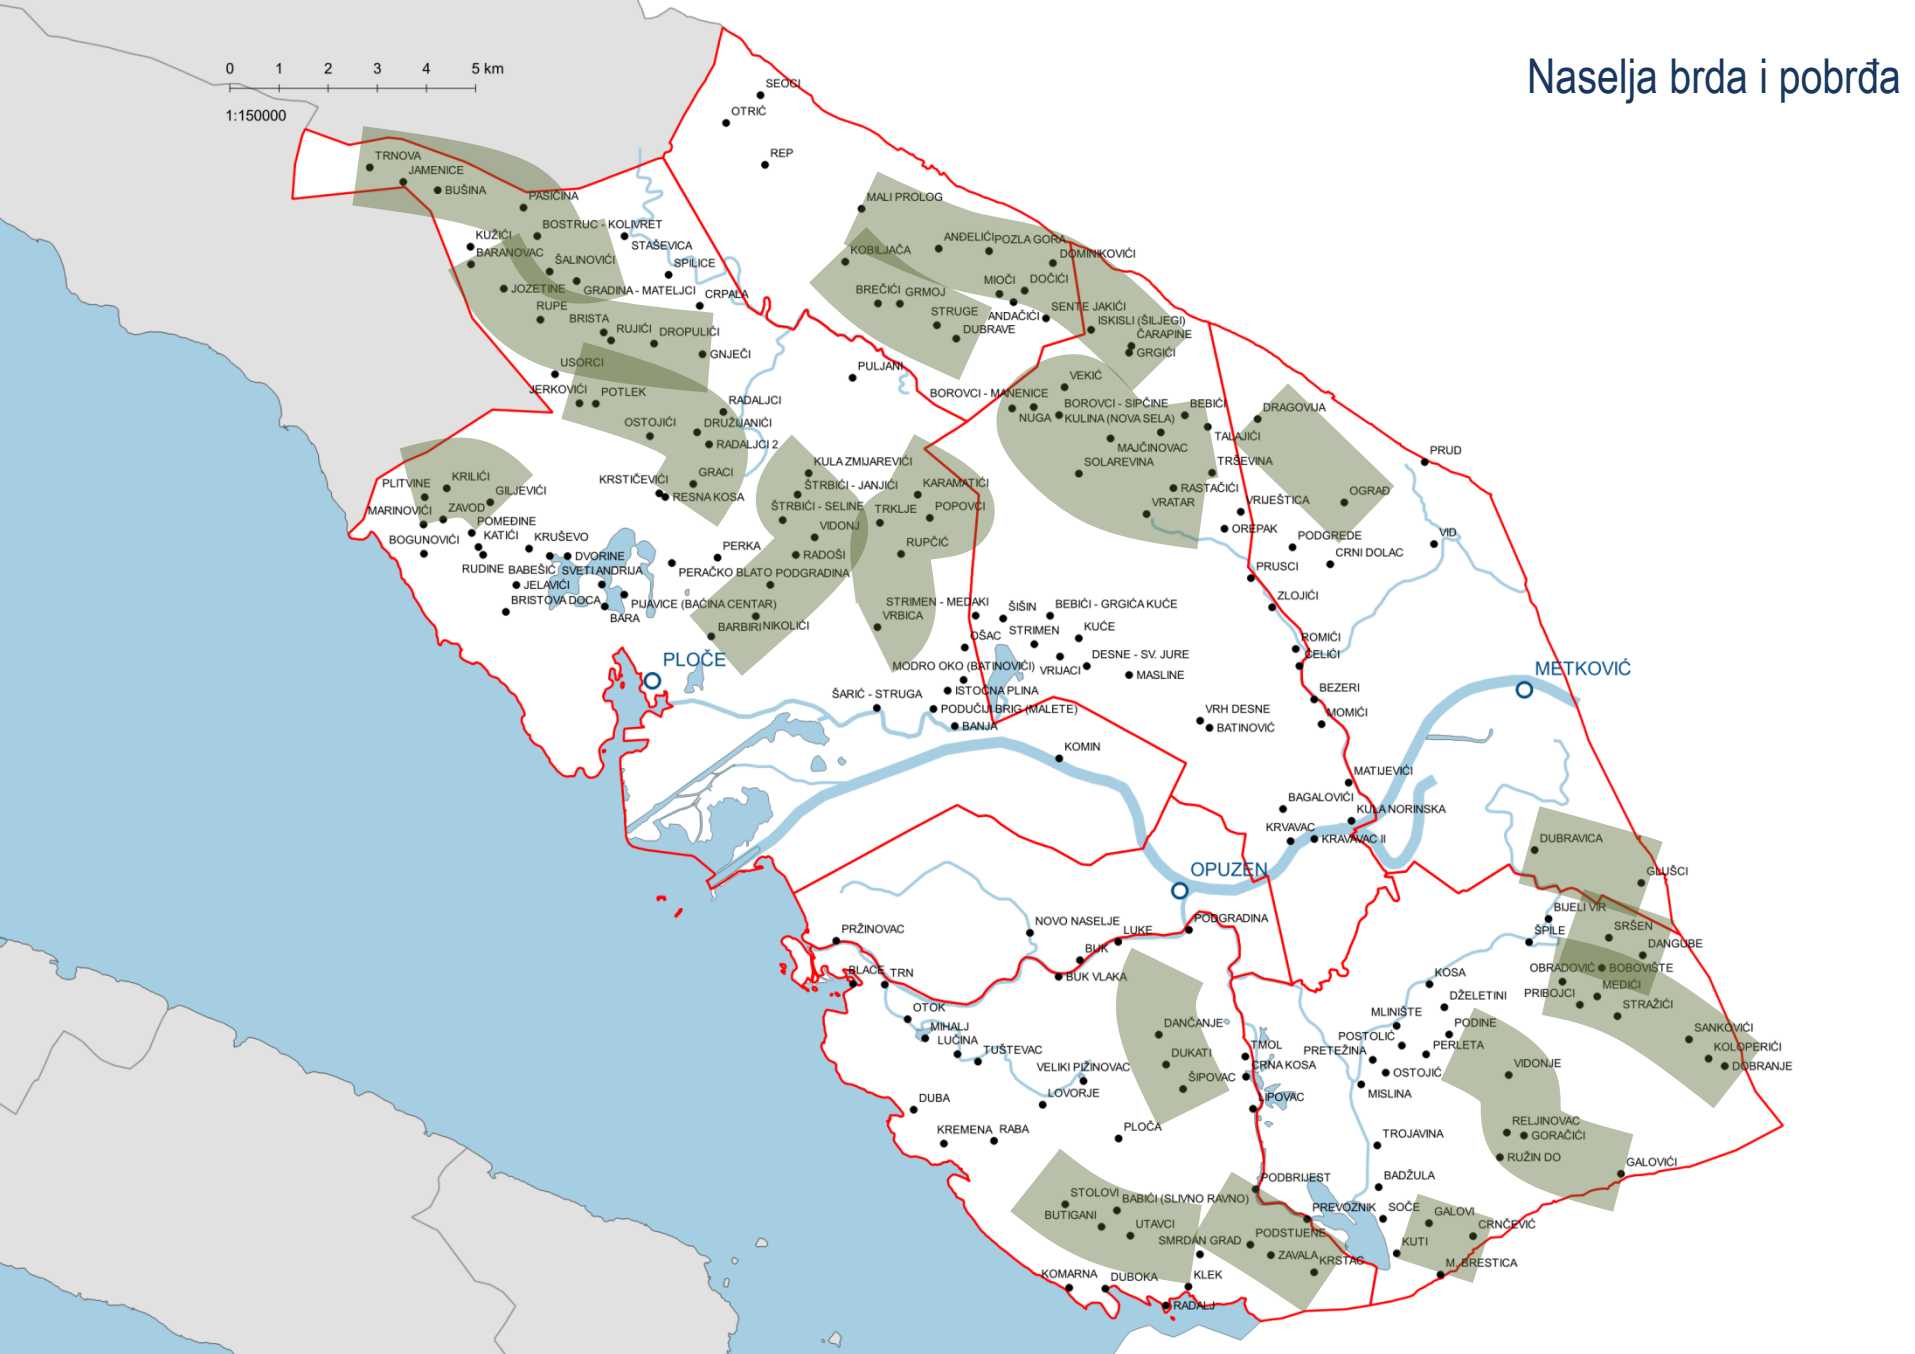 Naselja brda i pobrđa
0 1 2 3 4 5 km
1:150000
SEOCI
OTRIĆ
REP
TRNOVA
JAMENICE
BUŠINA
PASIČINA
MALI PROLOG
BOSTRUC - KOLIVRET
STAŠEVICA
KUŽIĆI
BARANOVAC
ŠALINOVIĆI
SPILICE
JOZETINE
GRADINA - MATELJCI
CRPALA
RUPE
BRISTA
RUJIĆI
DROPULIĆI
GNJEČI
USORCI
JERKOVIĆI
POTLEK
KOBILJAČA
ANĐELIĆI
POZLA GORA
DOMINIKOVIĆI
MIOČI
DOČIĆI
BREČIĆI
GRMOJ
STRUGE
DUBRAVE
ANDAČIĆI
SENTE JAKIĆI
ISKISLI (ŠILJEGI)
ČARAPINE
GRGIĆI
PULJANI
VEKIĆ
BOROVCI - MANENICE
NUGA
BOROVCI - SIPČINE
KULINA (NOVA SELA)
BEBIĆI
TALAJIĆI
MAJČINOVAC
SOLAREVINA
TRŠEVINA
RASTAČIĆI
VRATAR
VRIJEŠTICA
OREPAK
DRAGOVIJA
OGRAĐ
PRUD
VID
PODGREDE
CRNI DOLAC
PRUSCI
ZLOJIĆI
RADALJCI
OSTOJIĆI
DRUŽIJANIĆI
RADALJCI 2
GRACI
KRSTIČEVIĆI
RESNA KOSA
KULA ZMIJAREVIĆI
ŠTRBIĆI - JANJIĆI
ŠTRBIĆI - SELINE
VIDONJ
RADOŠI
KARAMATIĆI
POPOVCI
TRKLJE
RUPČIĆ
PLITVINE
KRILIĆI
GILJEVIĆI
MARINOVIĆI
ZAVOD
POMEĐINE
BOGUNOVIĆI
KATIĆI
KRUŠEVO
DVORINE
RUDINE
BABEŠIĆ
SVETI ANDRIJA
JELAVIĆI
BRISTOVA DOCA
PIJAVICE (BAĆINA CENTAR)
BARA
PERKA
PERAČKO BLATO
PODGRADINA
BARBIRI
NIKOLICI
VRBICA
STRIMEN - MEDAKI
ŠIŠIN
BEBIĆI - GRGIĆA KUĆE
OŠAC
STRIMEN
KUĆE
VRIJACI
DESNE - SV. JURE
MASLINE
MODRO OKO (BATINOVIĆI)
ISTOČNA PLINA
ŠARIĆ - STRUGA
PODUČIJI BRIG (MALETE)
BANJA
PLOČE
KOMIN
ROMIĆI
ČELIĆI
METKOVIĆ
BEZERI
MOMIĆI
VRH DESNE
BATINOVIĆ
MATIJEVIĆI
BAGALOVIĆI
KULA NORINSKA
KRVAVAC
KRAVAVAC II
OPUZEN
DUBRAVICA
GLUŠCI
BIJELI VIR
ŠPILE
SRŠEN
DANGUBE
OBRADOVIĆ
BOBOVIŠTE
PRIBOJCI
MEDIĆI
STRAŽIĆI
SANKOVIĆI
KOLOPERIĆI
DOBRANJE
PRŽINOVAC
NOVO NASELJE
LUKE
PODGRADINA
BUK
BUK VLAKA
BLACE
TRN
OTOK
MIHALJ
LUČINA
TUŠTEVAC
VELIKI PIŽINOVAC
LOVORJE
DANČANJE
DUKATI
ŠIPOVAC
TMOL
CRNA KOSA
LIPOVAC
KOSA
DŽELETINI
MLINIŠTE
PODINE
POSTOLIĆ
PRETEŽINA
PERLETA
OSTOJIĆ
MISLINA
VIDONJE
DUBA
KREMENA
RABA
PLOČA
TROJAVINA
RELJINOVAC
GORAČIĆI
RUŽIN DO
GALOVIĆI
BADŽULA
PODBRIJEST
PREVOZNIK
SOČE
STOLOVI
BABIĆI (SLIVNO RAVNO)
BUTIGANI
UTAVCI
SMRDAN GRAD
PODSTIJENE
ZAVALA
KRSTAC
GALOVI
CRNČEVIĆ
KUTI
M. BRESTICA
KOMARNA
DUBOKA
KLEK
RADALJ